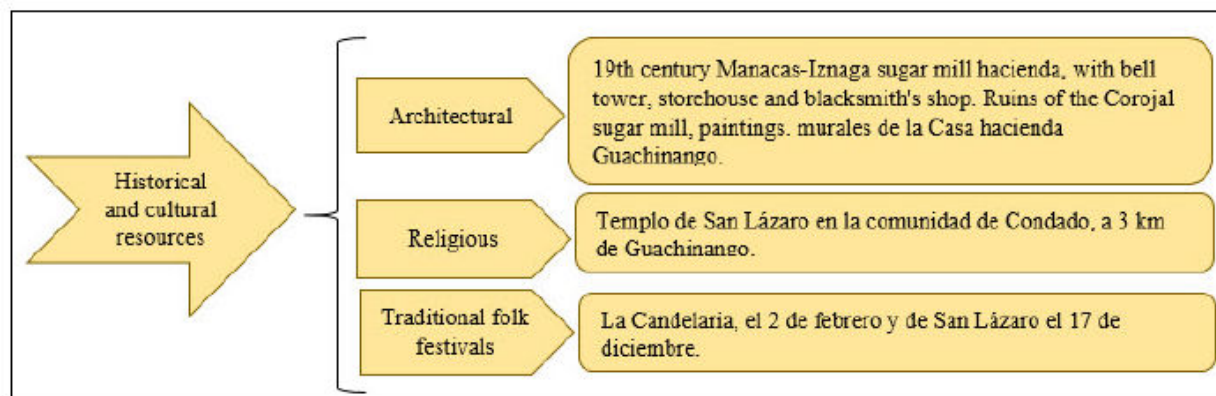 Historical
and cultural
resources
Architectural
19th century Manacas-Iznaga sugar mill hacienda, with bell
tower, storehouse and blacksmith's shop. Ruins of the Corojal
sugar mill, paintings. murales de la Casa hacienda
Guachinango.
Religious
Templo de San Lázaro en la comunidad de Condado, a 3 km
de Guachinango.
Traditional folk
festivals
La Candelaria, el 2 de febrero y de San Lázaro el 17 de
diciembre.